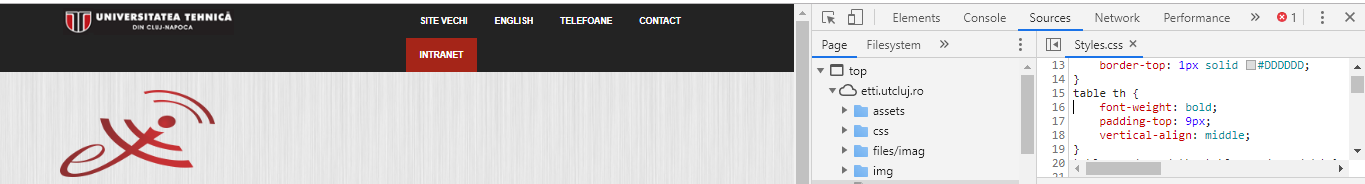 UNIVERSITATEA TEHNICĂ
DIN CLUJ-NAPOCA
SITE VECHI ENGLISH TELEFOANE CONTACT
INTRANET
Elements Console Sources Network Performance » 1
Page Filesystem »
Styles.css ×
top
etti.utcluj.ro
assets
css
files/imag
img
13 border-top: 1px solid #DDDDDD;
14 }
15 table th {
16 font-weight: bold;
17 padding-top: 9px;
18 vertical-align: middle;
19 }
20
21